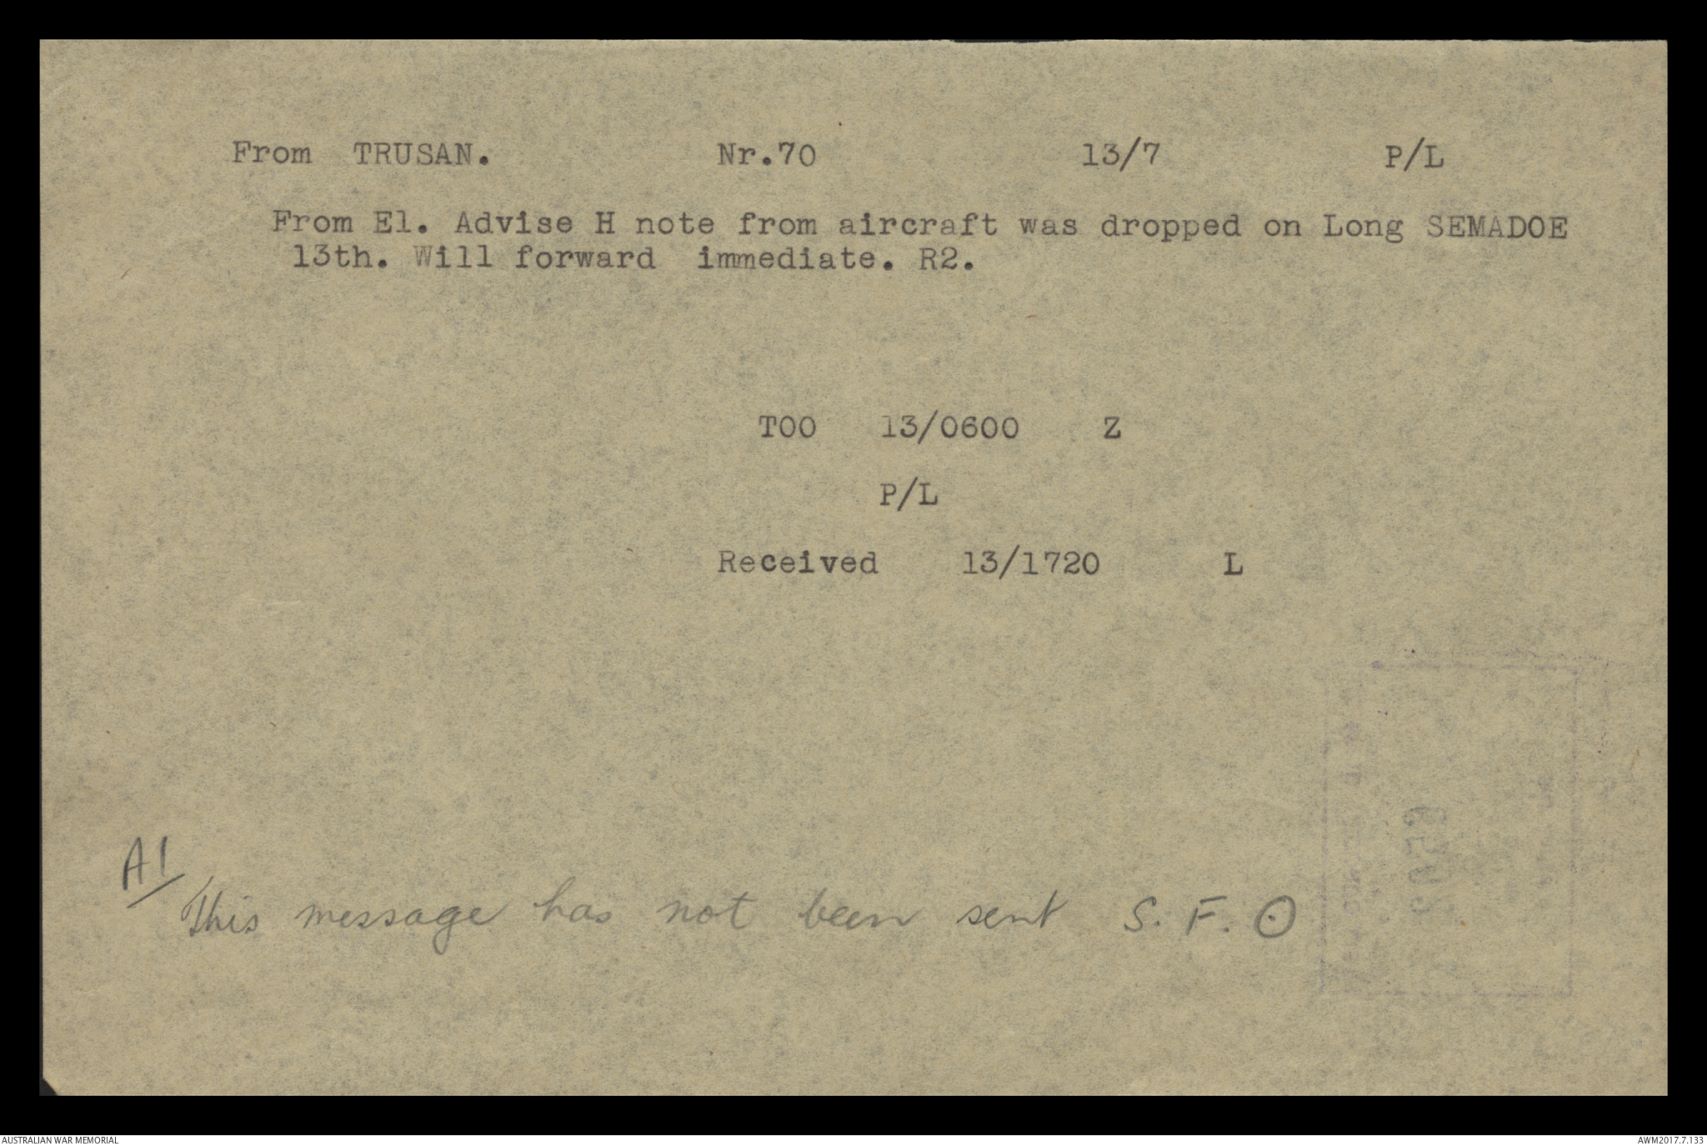 From TRUSAN. Nr.70 13/7 P/L
From El. Advise H note from aircraft was dropped on Long SEMADOE
13th. Will forward immediate. R2.
TOO 13/0600 Z
P/L
Received 13/1720 L
A1/
This message has not been sent S. F. O
AUSTRALIAN WAR MEMORIAL AWM2017.7.133